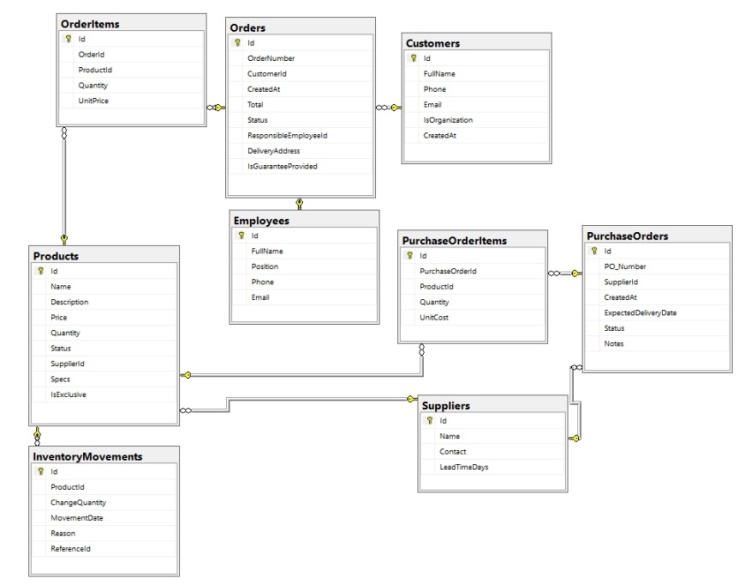 OrderItems
Id
OrderId
ProductId
Quantity
UnitPrice
Orders
Id
OrderNumber
CustomerId
CreatedAt
Total
Status
ResponsibleEmployeeId
DeliveryAddress
IsGuaranteeProvided
Customers
Id
FullName
Phone
Email
IsOrganization
CreatedAt
Employees
Id
FullName
Position
Phone
Email
PurchaseOrderItems
Id
PurchaseOrderId
ProductId
Quantity
UnitCost
PurchaseOrders
Id
PO_Number
SupplierId
CreatedAt
ExpectedDeliveryDate
Status
Notes
Products
Id
Name
Description
Price
Quantity
Status
SupplierId
Specs
IsExclusive
Suppliers
Id
Name
Contact
LeadTimeDays
InventoryMovements
Id
ProductId
ChangeQuantity
MovementDate
Reason
ReferenceId